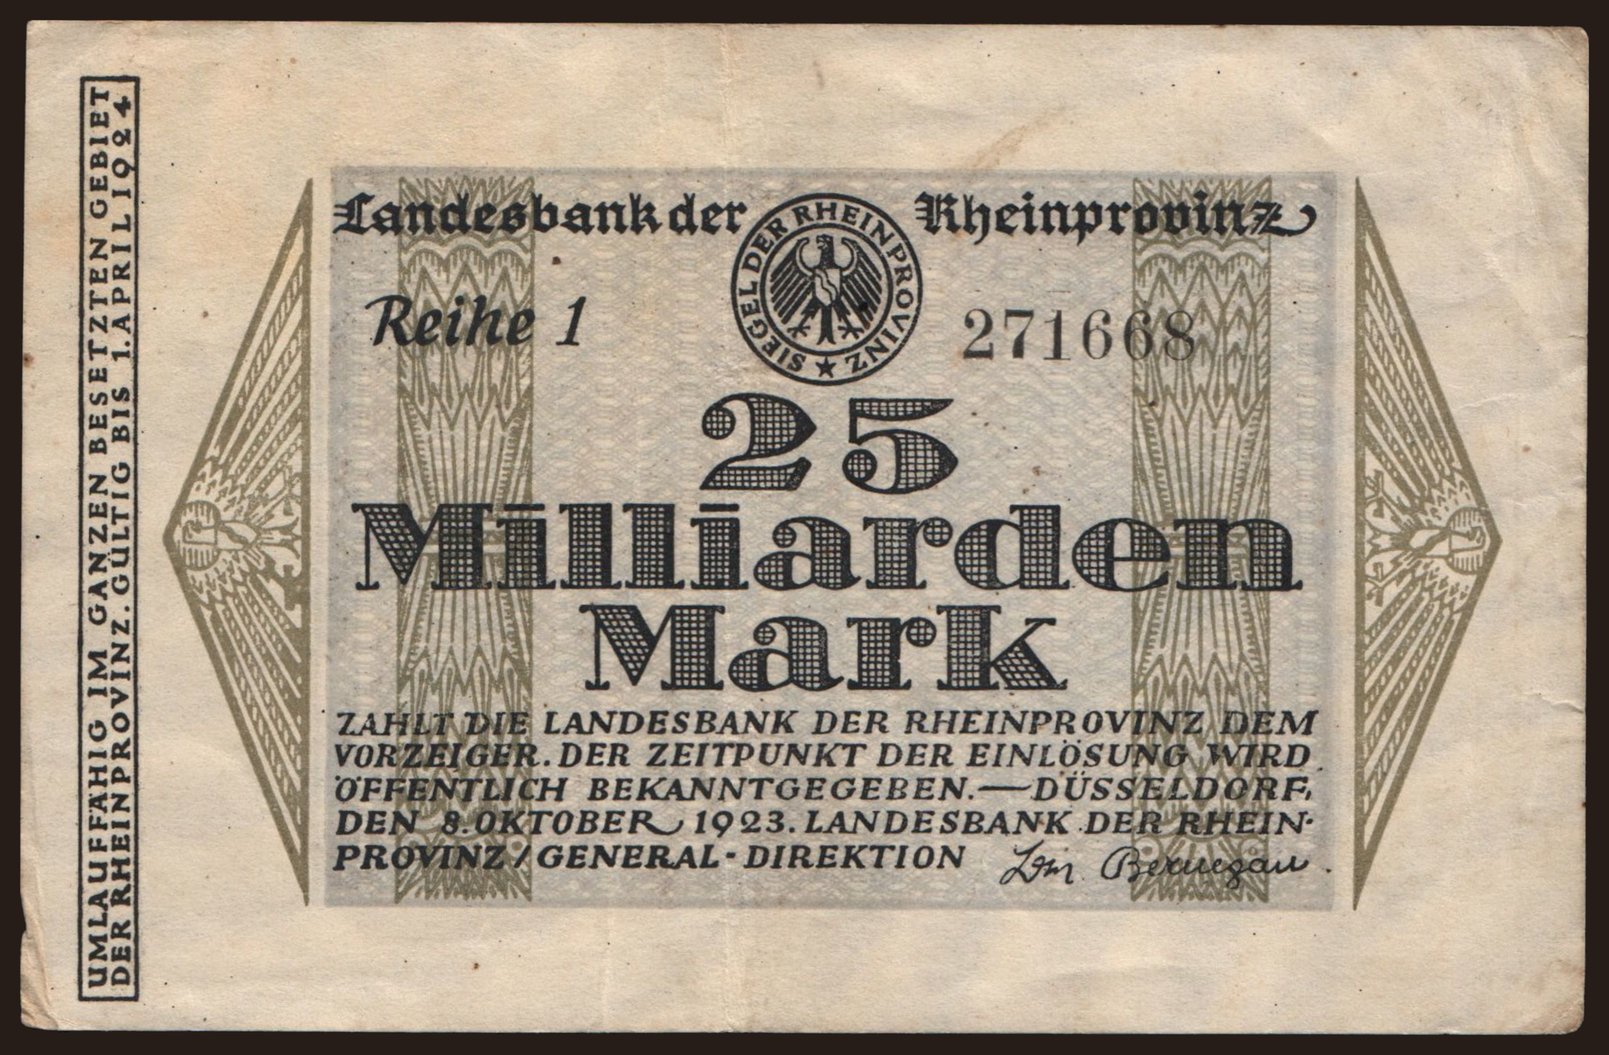 UMLAUFFÄHIG IM GANZEN BESETZTEN GEBIET
DER RHEINPROVINZ. GÜLTIG BIS 1. APRIL 1924
Landesbank der Rheinprovinz
SIEGEL DER RHEINPROVINZ
Reihe 1
271668
25
Milliarden
Mark
ZAHLT DIE LANDESBANK DER RHEINPROVINZ DEM
VORZEIGER. DER ZEITPUNKT DER EINLÖSUNG WIRD
ÖFFENTLICH BEKANNTGEGEBEN.—DÜSSELDORF,
DEN 8. OKTOBER 1923. LANDESBANK DER RHEIN-
PROVINZ / GENERAL-DIREKTION